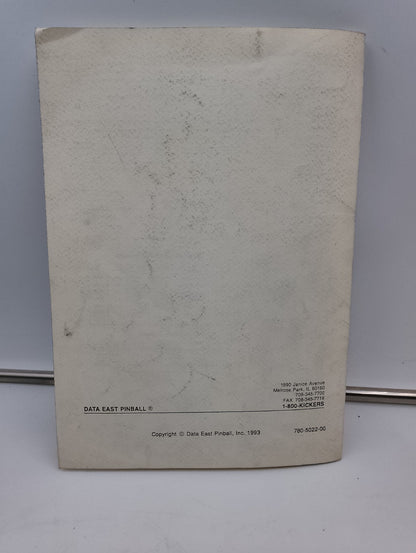 1990 Janice Avenue
Melrose Park, IL 60160
708-345-7700
FAX 708-345-7718
DATA EAST PINBALL ® 1-800-KICKERS
Copyright © Data East Pinball, Inc. 1993 780-5022-00